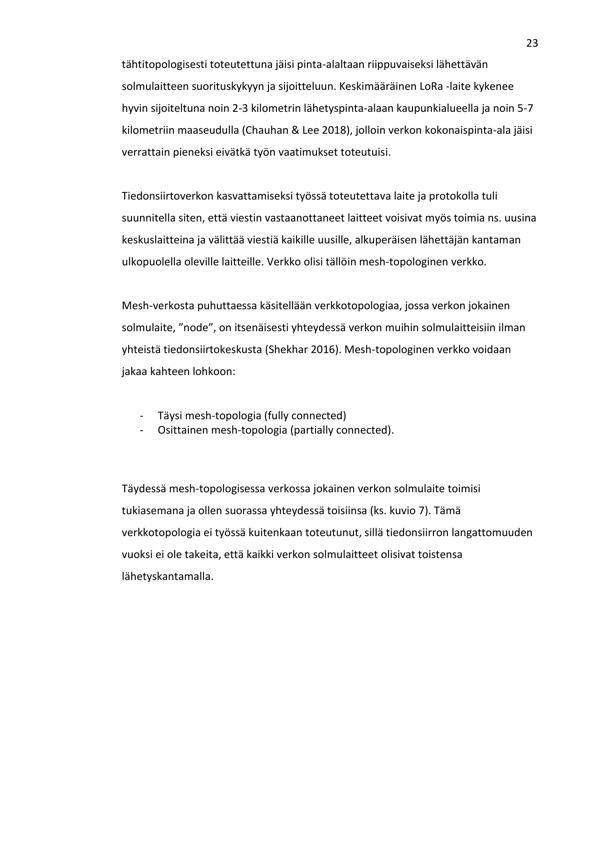 23
tähtitopologisesti toteutettuna jäisi pinta-alaltaan riippuvaiseksi lähettävän
solmulaitteen suorituskykyyn ja sijoitteluun. Keskimääräinen LoRa -laite kykenee
hyvin sijoiteltuna noin 2-3 kilometrin lähetyspinta-alaan kaupunkialueella ja noin 5-7
kilometriin maaseudulla (Chauhan & Lee 2018), jolloin verkon kokonaispinta-ala jäisi
verrattain pieneksi eivätkä työn vaatimukset toteutuisi.
Tiedonsiirtoverkon kasvattamiseksi työssä toteutettava laite ja protokolla tuli
suunnitella siten, että viestin vastaanottaneet laitteet voisivat myös toimia ns. uusina
keskuslaitteina ja välittää viestiä kaikille uusille, alkuperäisen lähettäjän kantaman
ulkopuolella oleville laitteille. Verkko olisi tällöin mesh-topologinen verkko.
Mesh-verkosta puhuttaessa käsitellään verkkotopologiaa, jossa verkon jokainen
solmulaite, ”node”, on itsenäisesti yhteydessä verkon muihin solmulaitteisiin ilman
yhteistä tiedonsiirtokeskusta (Shekhar 2016). Mesh-topologinen verkko voidaan
jakaa kahteen lohkoon:
- Täysi mesh-topologia (fully connected)
- Osittainen mesh-topologia (partially connected).
Täydessä mesh-topologisessa verkossa jokainen verkon solmulaite toimisi
tukiasemana ja ollen suorassa yhteydessä toisiinsa (ks. kuvio 7). Tämä
verkkotopologia ei työssä kuitenkaan toteutunut, sillä tiedonsiirron langattomuuden
vuoksi ei ole takeita, että kaikki verkon solmulaitteet olisivat toistensa
lähetyskantamalla.